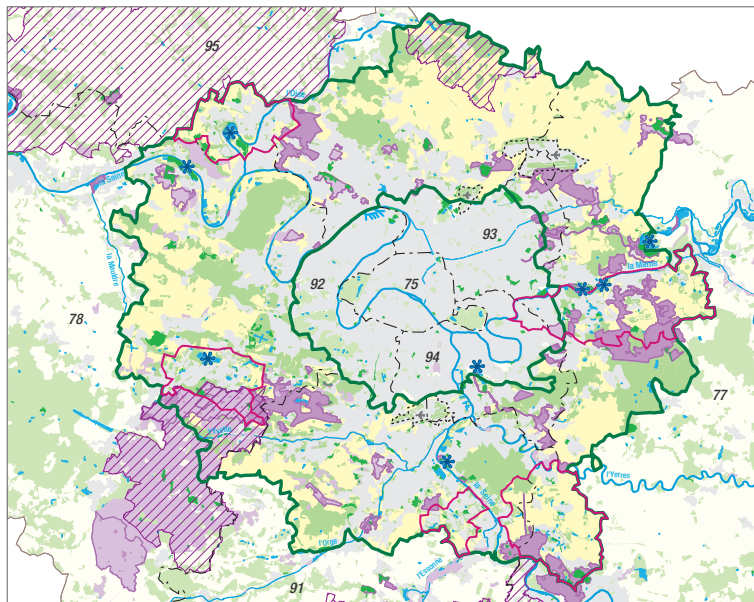 95
l'Oise
la Seine
93
la Marne
la Mauldre
92
75
78
94
77
l'Yvette
l'Yerres
la Seine
l'Orge
l'Essonne
91